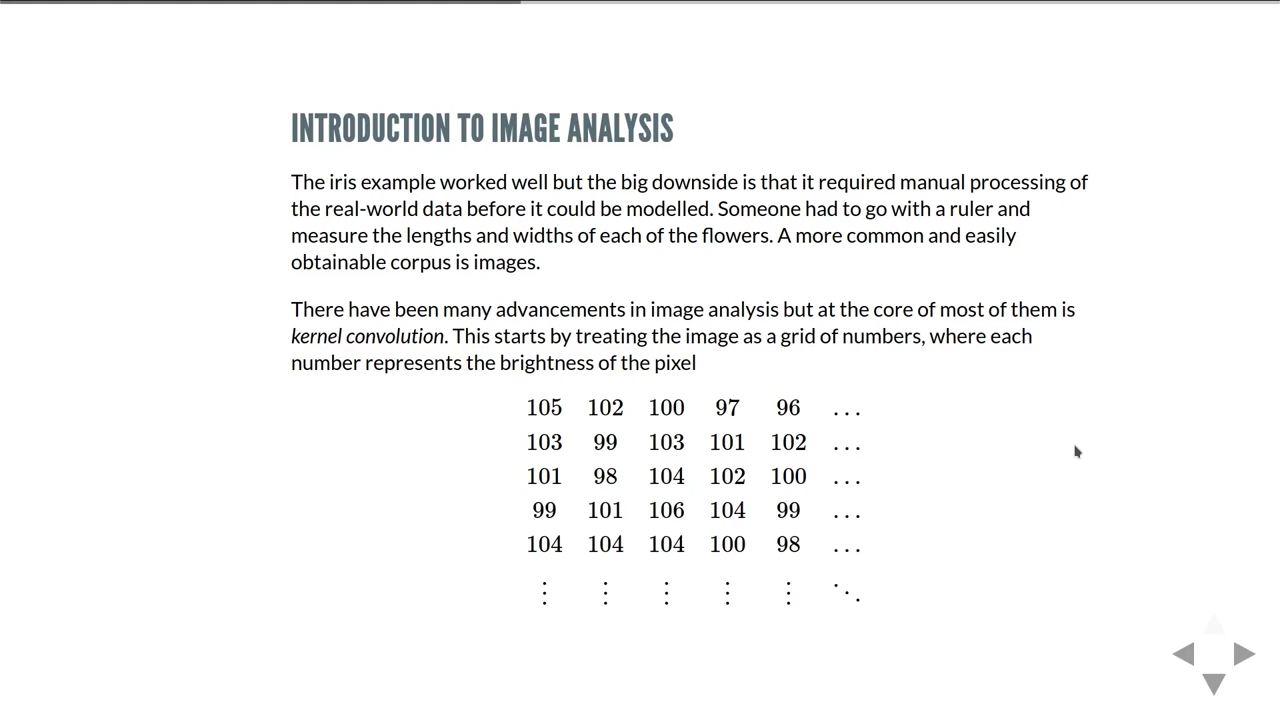 INTRODUCTION TO IMAGE ANALYSIS
The iris example worked well but the big downside is that it required manual processing of
the real-world data before it could be modelled. Someone had to go with a ruler and
measure the lengths and widths of each of the flowers. A more common and easily
obtainable corpus is images.
There have been many advancements in image analysis but at the core of most of them is
kernel convolution. This starts by treating the image as a grid of numbers, where each
number represents the brightness of the pixel
105 102 100 97 96 …
103 99 103 101 102 …
101 98 104 102 100 …
99 101 106 104 99 …
104 104 104 100 98 …
⋮ ⋮ ⋮ ⋮ ⋮ ⋱